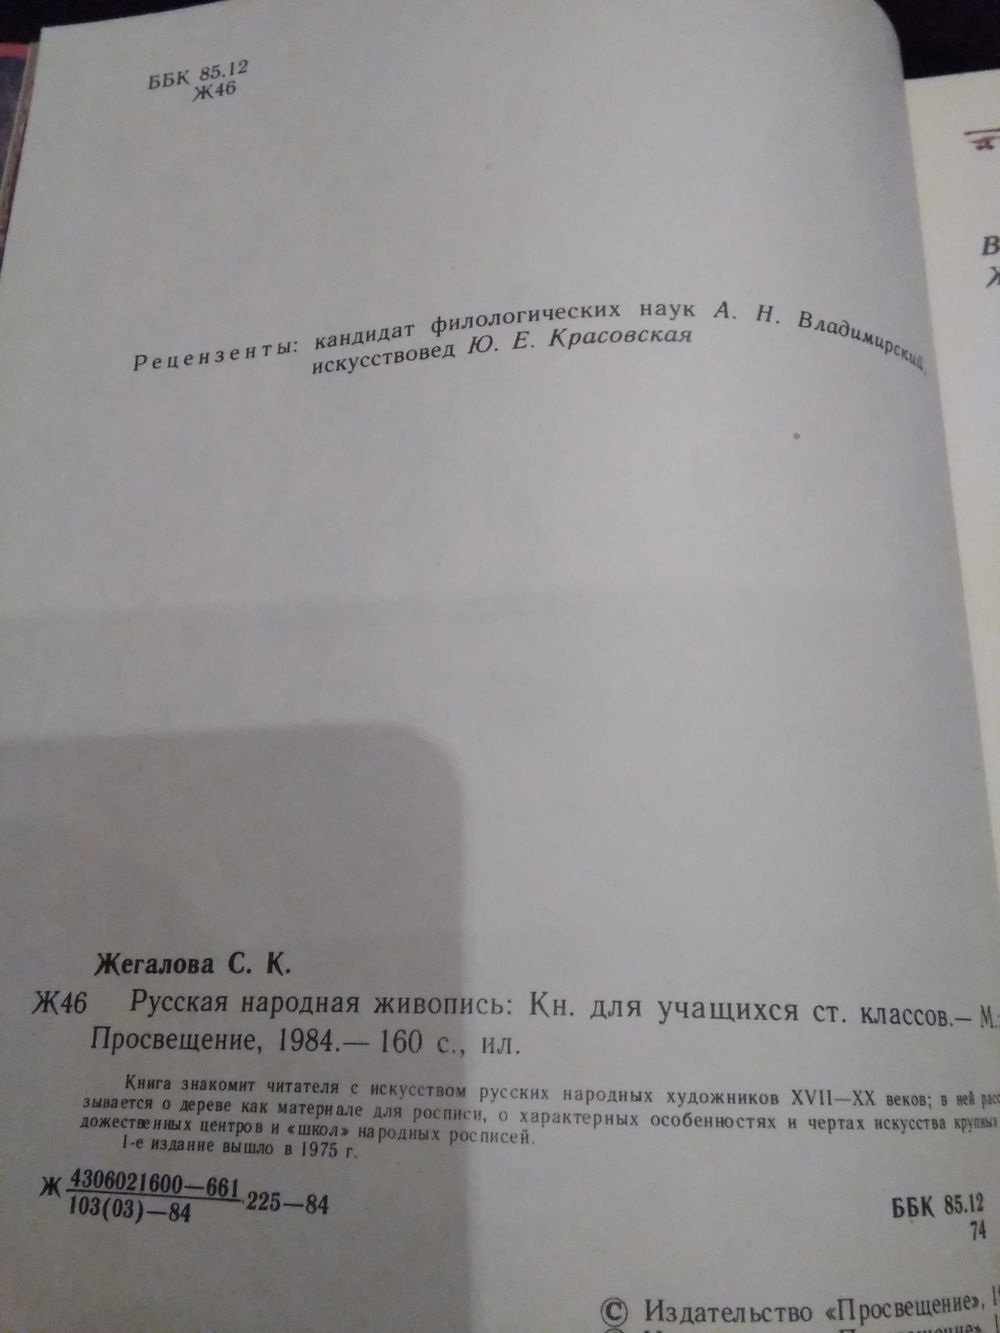 ББК 85.12
Ж46
Рецензенты: кандидат филологических наук А. Н. Владимирский,
искусствовед Ю. Е. Красовская
В
Ж
Жегалова С. К.
Ж46 Русская народная живопись: Кн. для учащихся ст. классов.— М.:
Просвещение, 1984.— 160 с., ил.
Книга знакомит читателя с искусством русских народных художников XVII—XX веков; в ней расс
зывается о дереве как материале для росписи, о характерных особенностях и чертах искусства крупных
дожественных центров и «школ» народных росписей.
1-е издание вышло в 1975 г.
Ж 4306021600—661 225—84
103(03)—84
ББК 85.12
74
© Издательство «Просвещение», 19